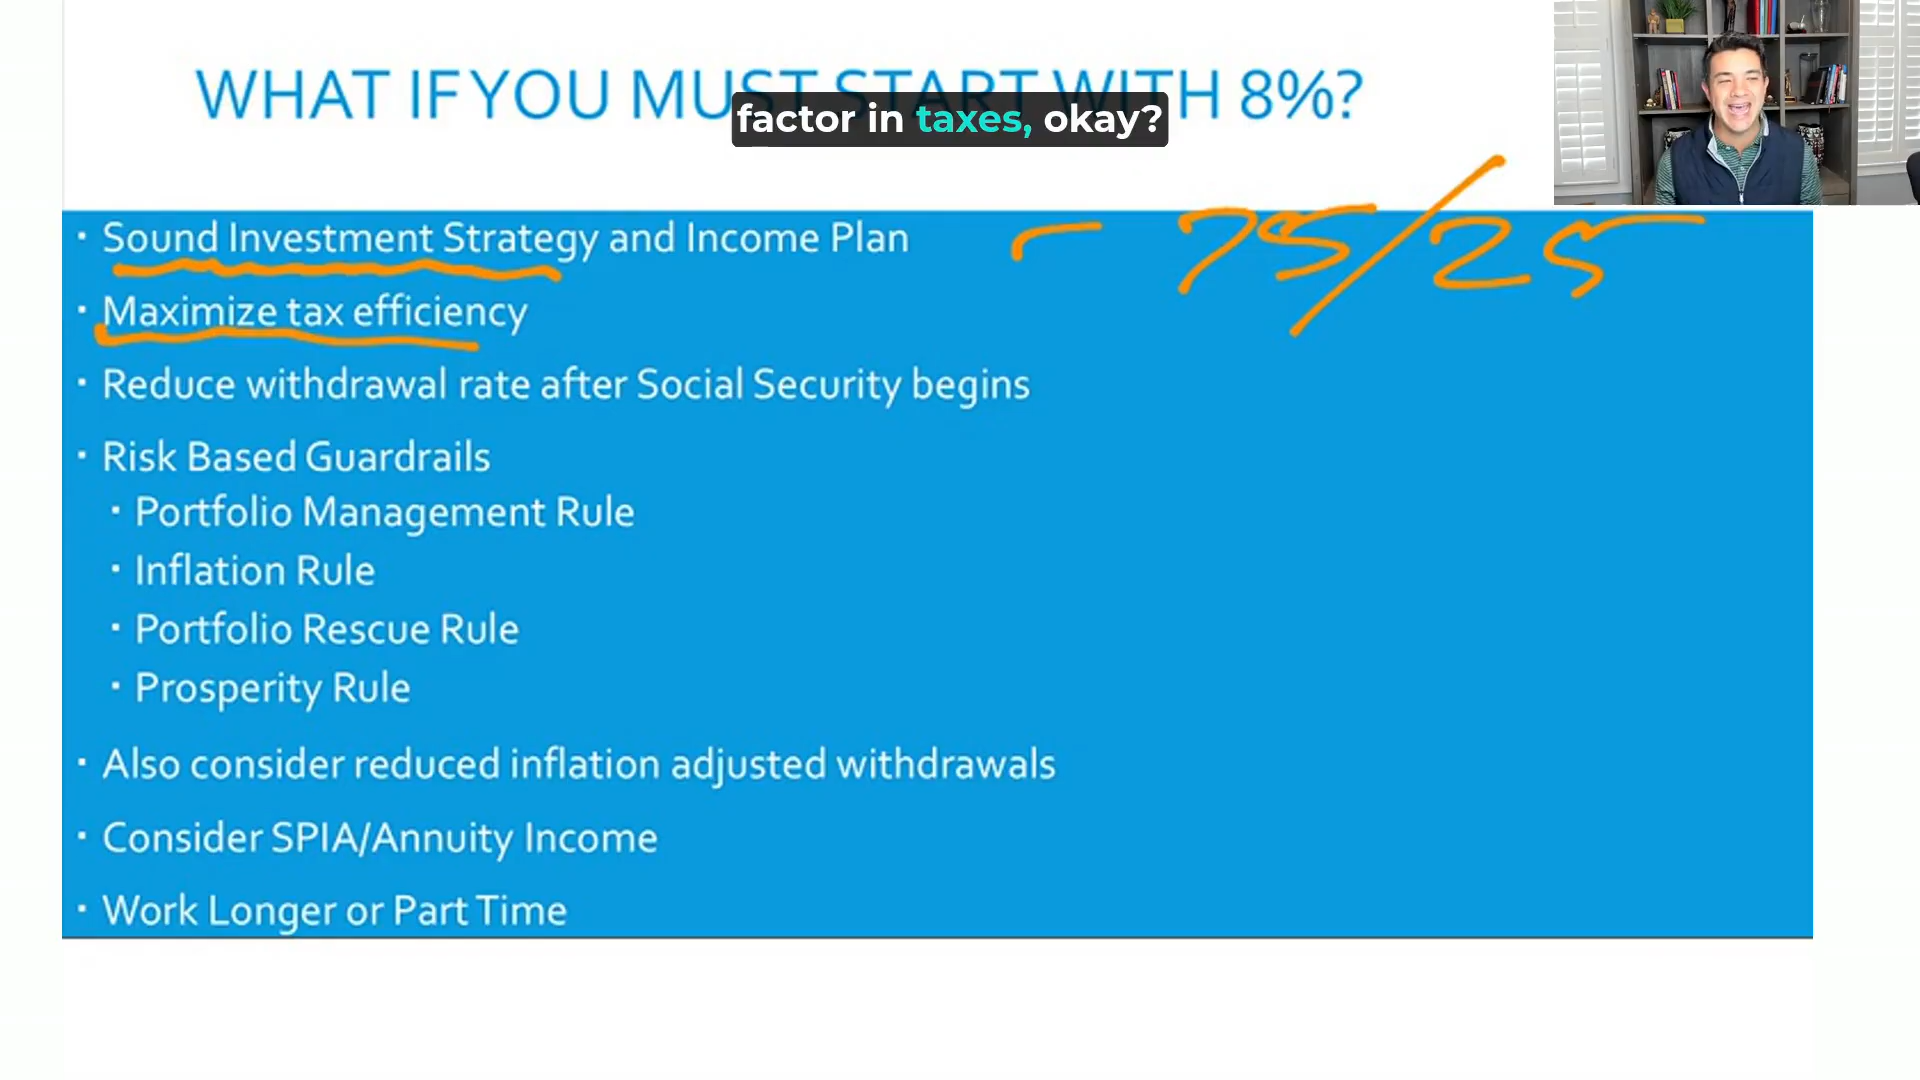 WHAT IF YOU MUST START WITH 8%?
factor in taxes, okay?
· Sound Investment Strategy and Income Plan
- 75/25
· Maximize tax efficiency
· Reduce withdrawal rate after Social Security begins
· Risk Based Guardrails
· Portfolio Management Rule
· Inflation Rule
· Portfolio Rescue Rule
· Prosperity Rule
· Also consider reduced inflation adjusted withdrawals
· Consider SPIA/Annuity Income
· Work Longer or Part Time